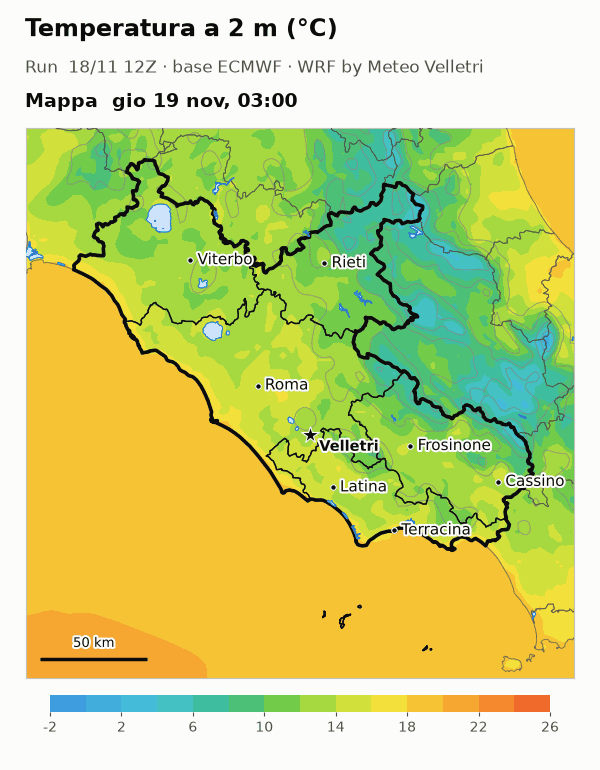 Temperatura a 2 m (°C)
Run  18/11 12Z · base ECMWF · WRF by Meteo Velletri
Mappa  gio 19 nov, 03:00
Viterbo
Rieti
Roma
Velletri
Frosinone
Cassino
Latina
Terracina
50 km
-2 2 6 10 14 18 22 26